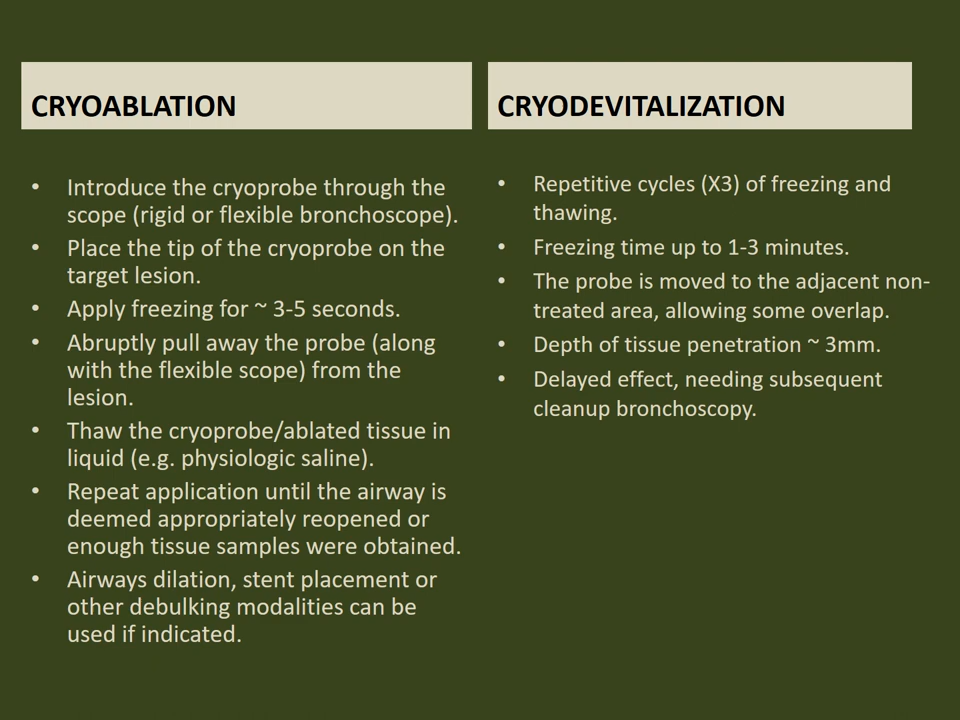 CRYOABLATION
• Introduce the cryoprobe through the
scope (rigid or flexible bronchoscope).
• Place the tip of the cryoprobe on the
target lesion.
• Apply freezing for ~ 3-5 seconds.
• Abruptly pull away the probe (along
with the flexible scope) from the
lesion.
• Thaw the cryoprobe/ablated tissue in
liquid (e.g. physiologic saline).
• Repeat application until the airway is
deemed appropriately reopened or
enough tissue samples were obtained.
• Airways dilation, stent placement or
other debulking modalities can be
used if indicated.
CRYODEVITALIZATION
• Repetitive cycles (X3) of freezing and
thawing.
• Freezing time up to 1-3 minutes.
• The probe is moved to the adjacent non-
treated area, allowing some overlap.
• Depth of tissue penetration ~ 3mm.
• Delayed effect, needing subsequent
cleanup bronchoscopy.